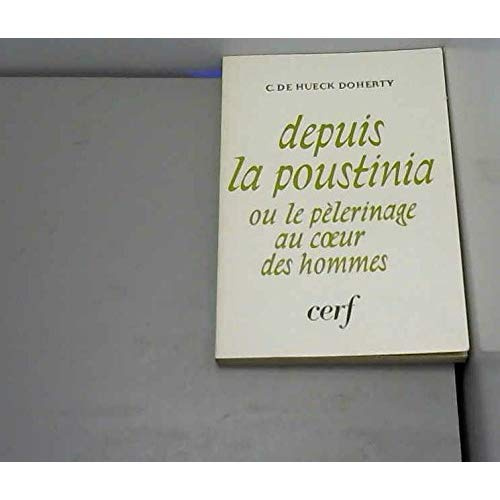 C. DE HUECK DOHERTY
depuis
la poustinia
ou le pèlerinage
au cœur
des hommes
cerf